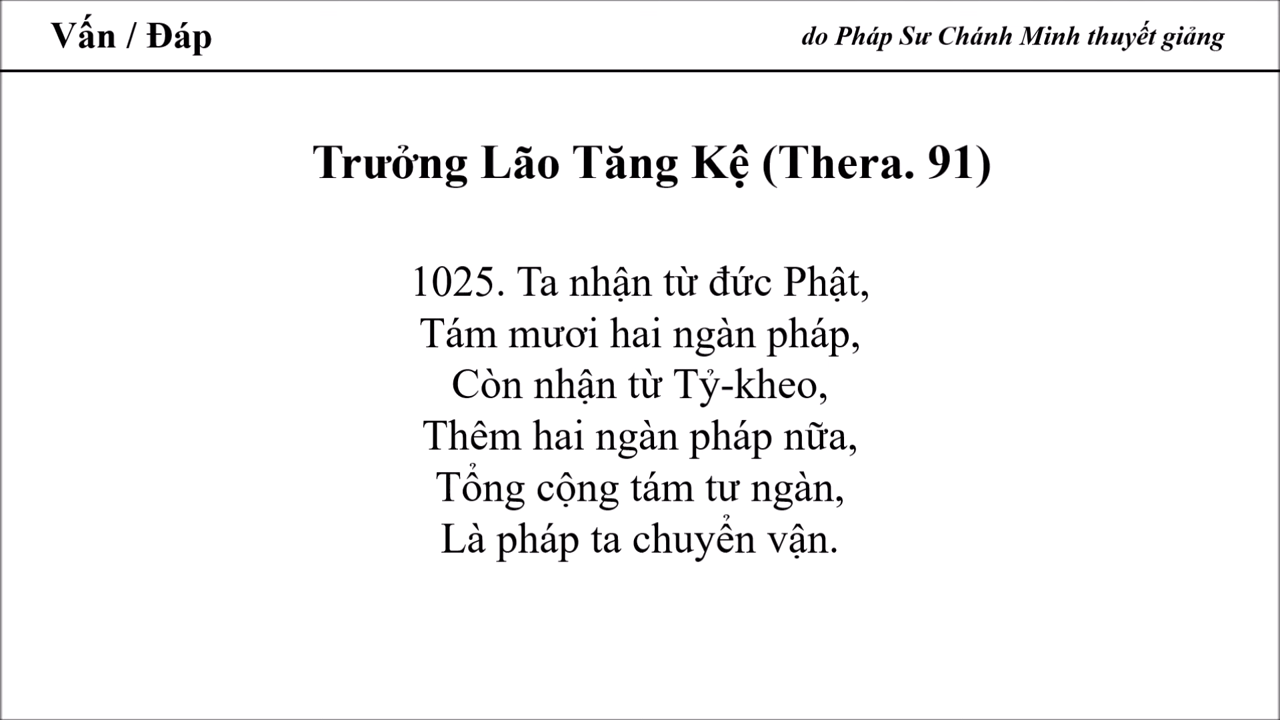 Vấn / Đáp
do Pháp Sư Chánh Minh thuyết giảng
Trưởng Lão Tăng Kệ (Thera. 91)
1025. Ta nhận từ đức Phật,
Tám mươi hai ngàn pháp,
Còn nhận từ Tỷ-kheo,
Thêm hai ngàn pháp nữa,
Tổng cộng tám tư ngàn,
Là pháp ta chuyển vận.